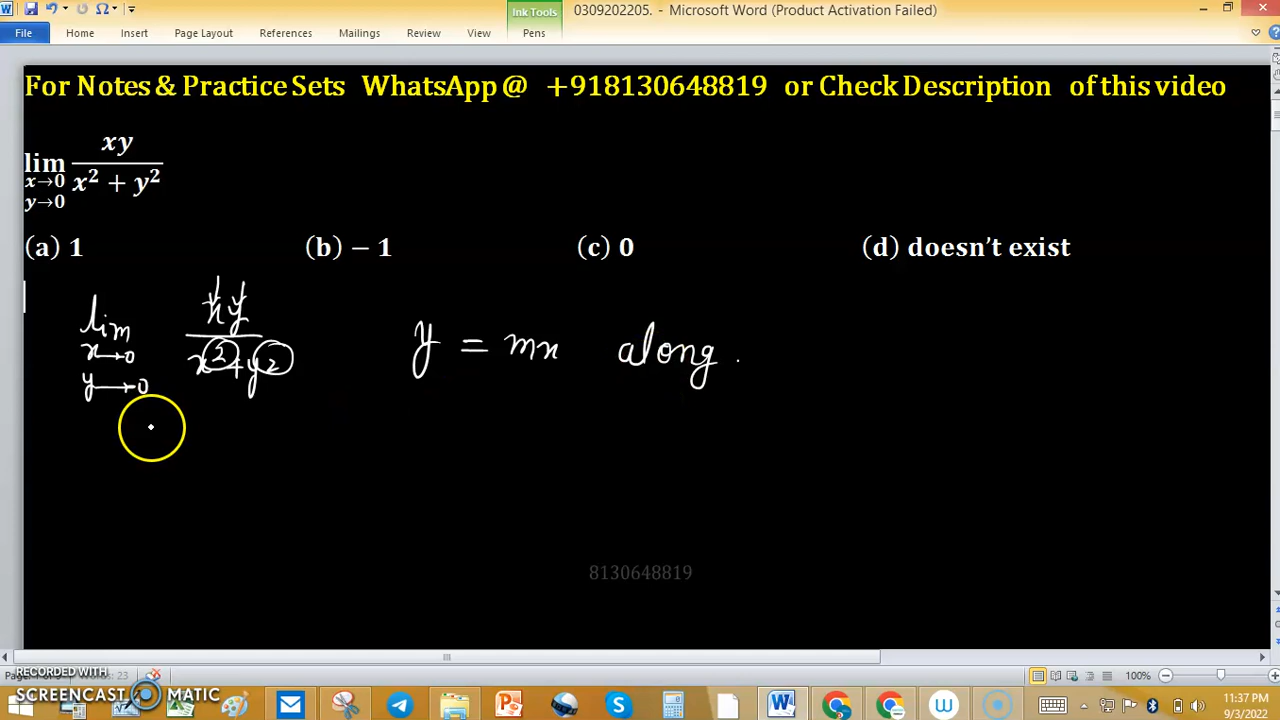 0309202205. - Microsoft Word (Product Activation Failed)
Ink Tools
File Home Insert Page Layout References Mailings Review View Pens
For Notes & Practice Sets WhatsApp @ +918130648819 or Check Description of this video
lim x→0 y→0 xy / x² + y²
(a) 1 (b) − 1 (c) 0 (d) doesn't exist
lim x→0 y→0 xy / x² + y² y = mx along .
8130648819
RECORDED WITH
SCREENCAST MATIC
23
100%
11:37 PM
9/3/2022